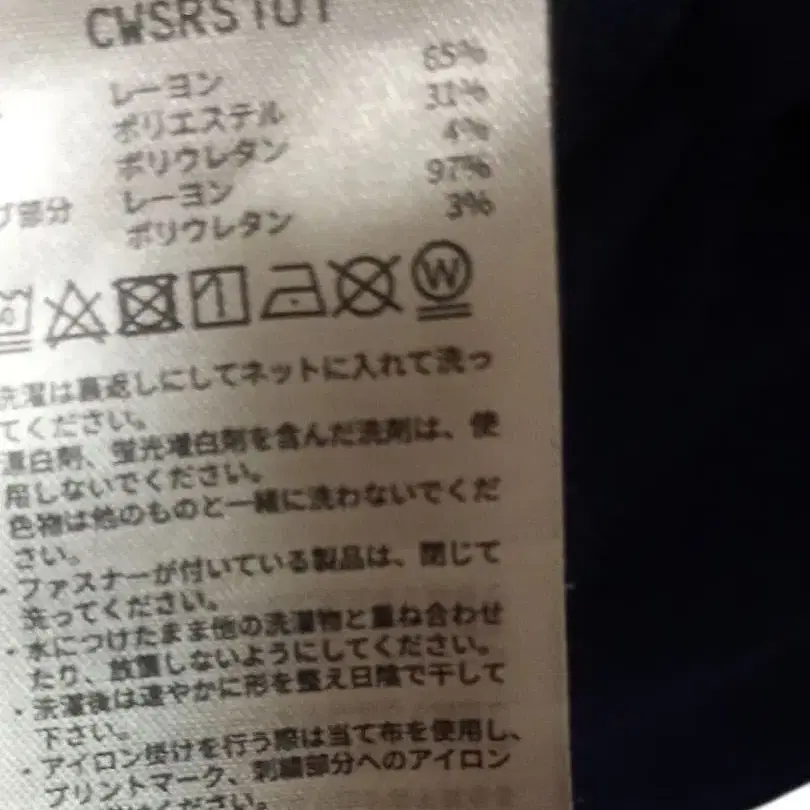 CWSRS101
レーヨン 65%
ポリエステル 31%
ポリウレタン 4%
レーヨン 97%
部分 ポリウレタン 3%
W
洗濯は裏返しにしてネットに入れて洗っ
てください。
漂白剤、蛍光増白剤を含んだ洗剤は、使
用しないでください。
色物は他のものと一緒に洗わないでくだ
さい。
・ファスナーが付いている製品は、閉じて
洗ってください。
・水につけたまま他の洗濯物と重ね合わせ
たり、放置しないようにしてください。
・洗濯後は速やかに形を整え日陰で干して
下さい。
・アイロン掛けを行う際は当て布を使用し、
プリントマーク、刺繍部分へのアイロン
ください。